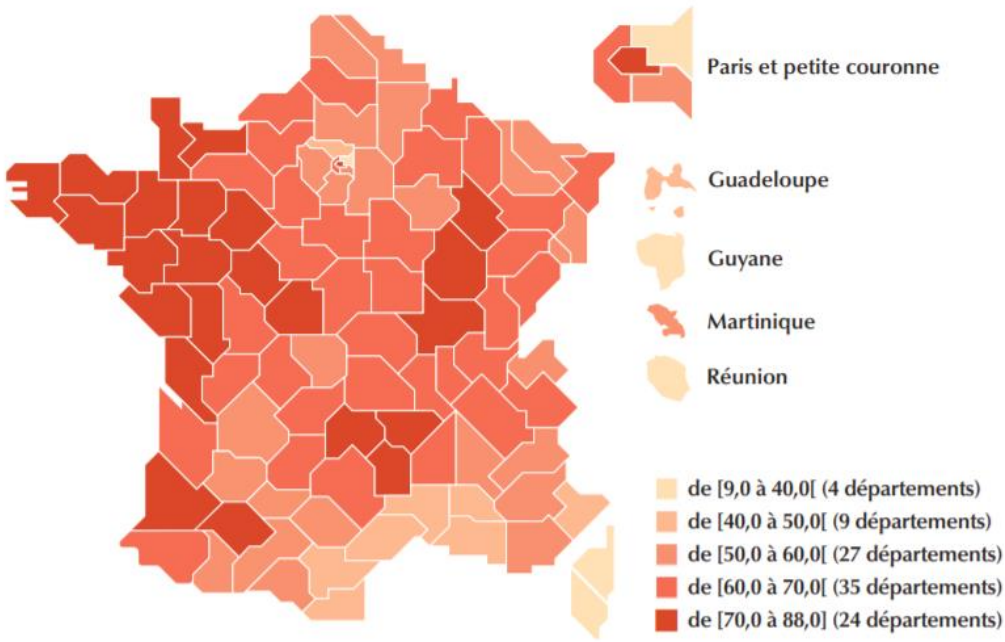 Paris et petite couronne
Guadeloupe
Guyane
Martinique
Réunion
de [9,0 à 40,0[ (4 départements)
de [40,0 à 50,0[ (9 départements)
de [50,0 à 60,0[ (27 départements)
de [60,0 à 70,0[ (35 départements)
de [70,0 à 88,0] (24 départements)